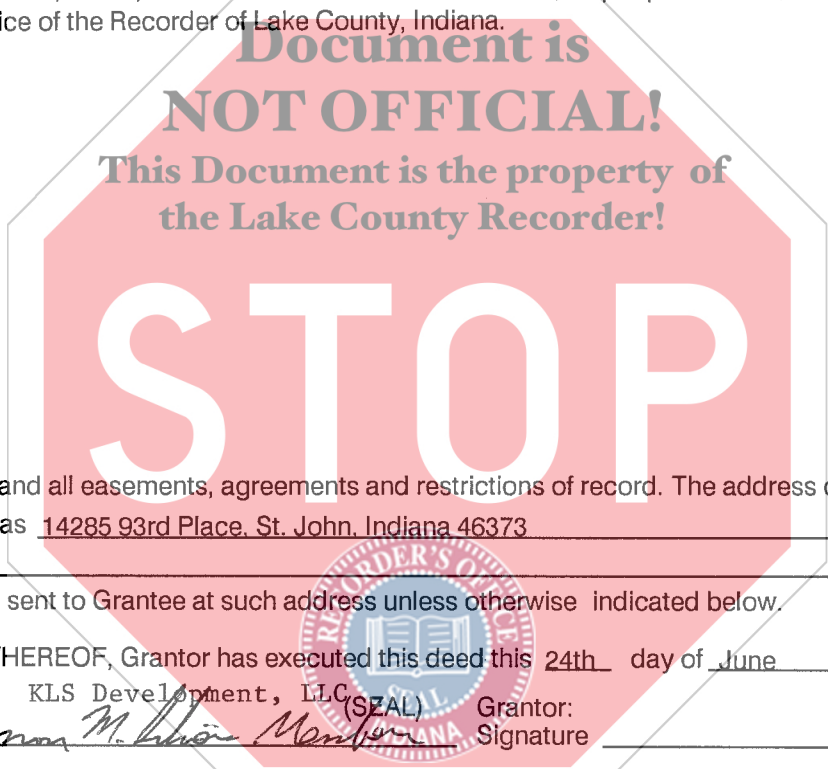 ice of the Recorder of Lake County, Indiana.
Document is
NOT OFFICIAL!
This Document is the property of
the Lake County Recorder!
STOP
and all easements, agreements and restrictions of record. The address
as 14285 93rd Place, St. John, Indiana 46373
sent to Grantee at such address unless otherwise indicated below.
HEREOF, Grantor has executed this deed this 24th day of June
KLS Development, LLC
(SEAL) Grantor:
M. Member Signature
RECORDER'S OFFICE
SEAL
INDIANA